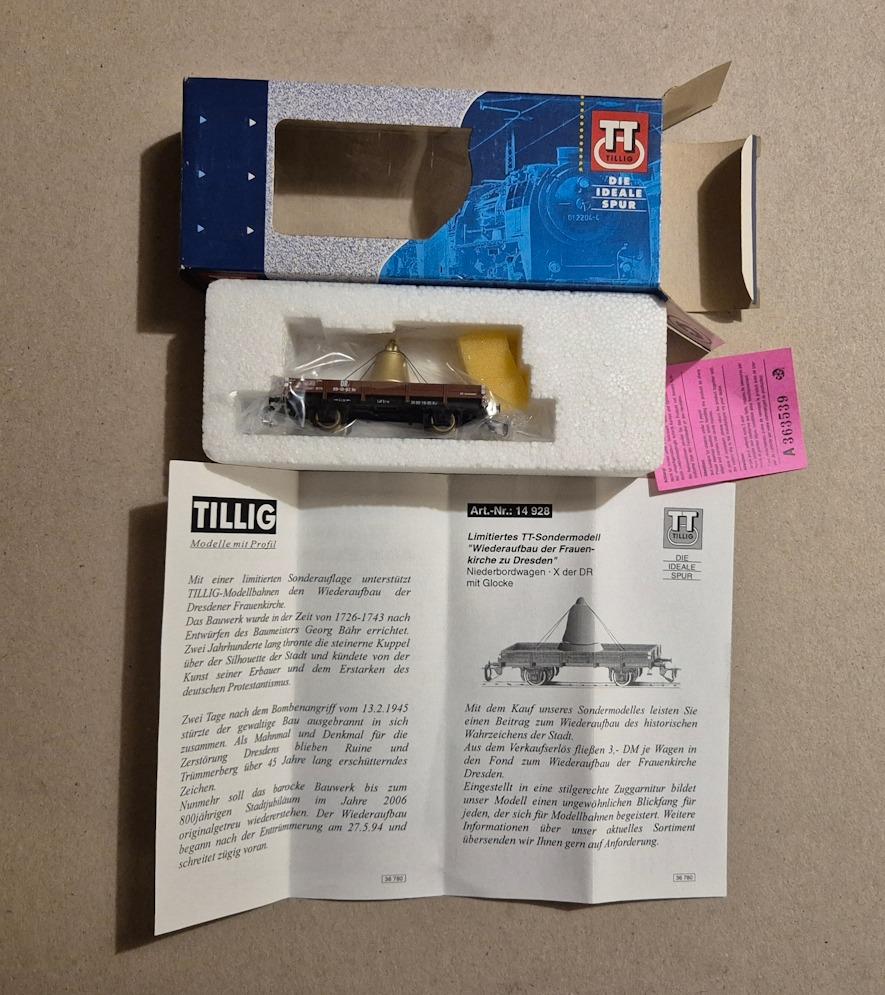 TT
TILLIG
DIE
IDEALE
SPUR
01 2204-4
DR
A 363539
TILLIG
Modelle mit Profil
Mit einer limitierten Sonderauflage unterstützt
TILLIG-Modellbahnen den Wiederaufbau der
Dresdener Frauenkirche.
Das Bauwerk wurde in der Zeit von 1726-1743 nach
Entwürfen des Baumeisters Georg Bähr errichtet.
Zwei Jahrhunderte lang thronte die steinerne Kuppel
über der Silhouette der Stadt und kündete von der
Kunst seiner Erbauer und dem Erstarken des
deutschen Protestantismus.
Zwei Tage nach dem Bombenangriff vom 13.2.1945
stürzte der gewaltige Bau ausgebrannt in sich
zusammen. Als Mahnmal und Denkmal für die
Zerstörung Dresdens blieben Ruine und
Trümmerberg über 45 Jahre lang erschütterndes
Zeichen.
Nunmehr soll das barocke Bauwerk bis zum
800jährigen Stadtjubiläum im Jahre 2006
originalgetreu wiedererstehen. Der Wiederaufbau
begann nach der Enttrümmerung am 27.5.94 und
schreitet zügig voran.
36 780
Art.-Nr.: 14 928
Limitiertes TT-Sondermodell
"Wiederaufbau der Frauen-
kirche zu Dresden"
Niederbordwagen · X der DR
mit Glocke
TT
TILLIG
DIE
IDEALE
SPUR
Mit dem Kauf unseres Sondermodelles leisten Sie
einen Beitrag zum Wiederaufbau des historischen
Wahrzeichens der Stadt.
Aus dem Verkaufserlös fließen 3,- DM je Wagen in
den Fond zum Wiederaufbau der Frauenkirche
Dresden.
Eingestellt in eine stilgerechte Zuggarnitur bildet
unser Modell einen ungewöhnlichen Blickfang für
jeden, der sich für Modellbahnen begeistert. Weitere
Informationen über unser aktuelles Sortiment
übersenden wir Ihnen gern auf Anforderung.
36 780